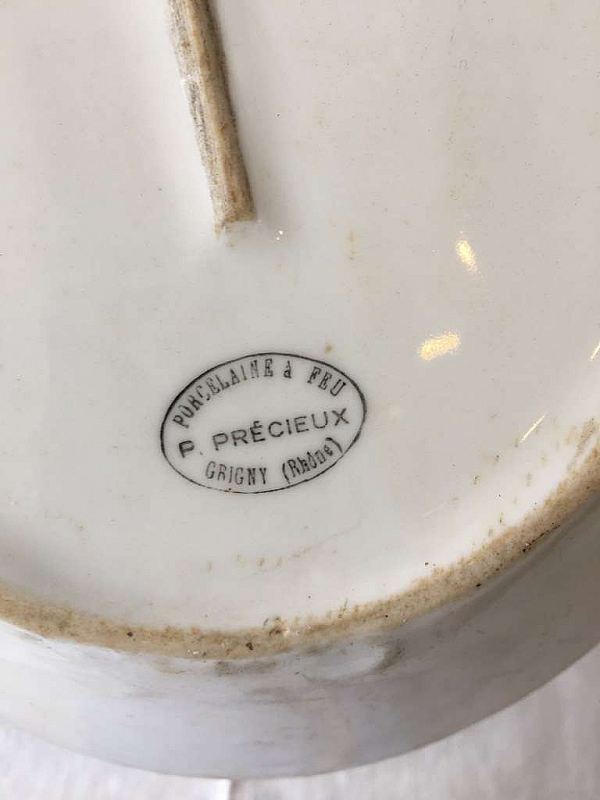 PORCELAINE à FEU
P. PRÉCIEUX
GRIGNY (Rhône)